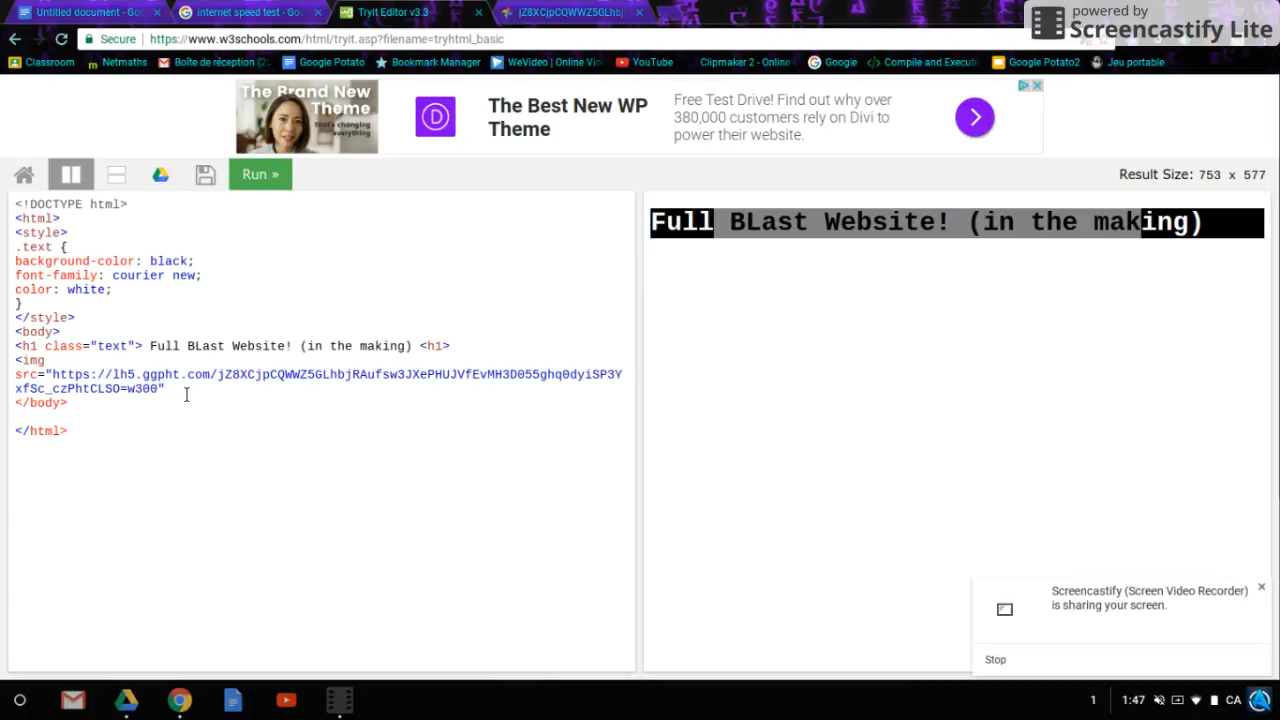 Untitled document - Go
internet speed test - Goo
Tryit Editor v3.3
jZ8XCjpCQWWZ5GLhbj
powered by
Screencastify Lite
Secure
https://www.w3schools.com/html/tryit.asp?filename=tryhtml_basic
Classroom
Netmaths
Boîte de réception (2
Google Potato
Bookmark Manager
WeVideo | Online Vi
YouTube
Clipmaker 2 - Online
Google
Compile and Execut
Google Potato2
Jeu portable
The Brand New
Theme
That's changing
everything
D
The Best New WP
Theme
Free Test Drive! Find out why over
380,000 customers rely on Divi to
power their website.
Run »
Result Size: 753 x 577
<!DOCTYPE html>
<html>
<style>
.text {
background-color: black;
font-family: courier new;
color: white;
}
</style>
<body>
<h1 class="text"> Full BLast Website! (in the making) <h1>
<img
src="https://lh5.ggpht.com/jZ8XCjpCQWWZ5GLhbjRAufsw3JXePHUJVfEvMH3D055ghq0dyiSP3Y
xfSc_czPhtCLSO=w300"
</body>
</html>
Full BLast Website! (in the making)
Screencastify (Screen Video Recorder)
is sharing your screen.
Stop
1
1:47
CA